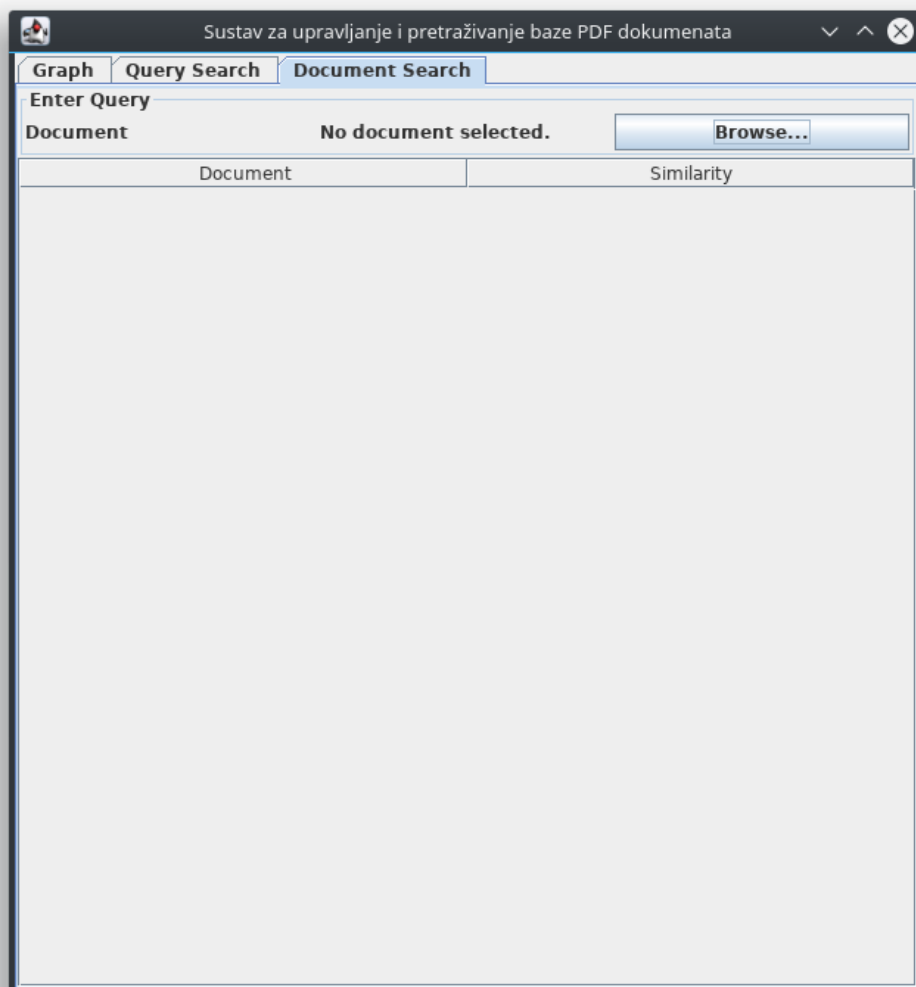 Sustav za upravljanje i pretraživanje baze PDF dokumenata
Graph Query Search Document Search
Enter Query
Document No document selected. Browse...
Document Similarity